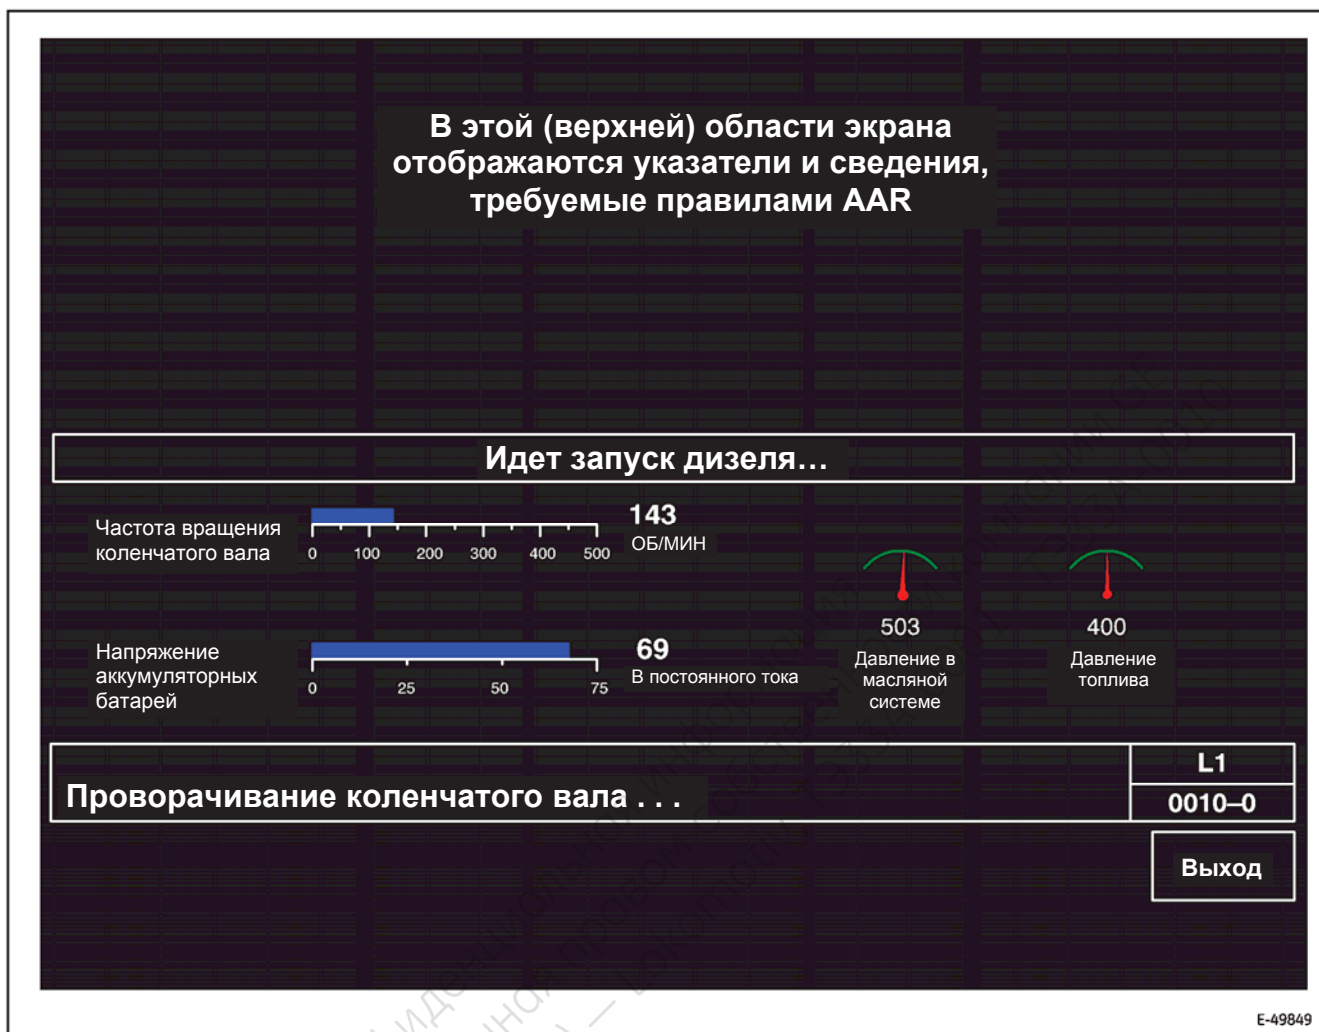 В этой (верхней) области экрана
отображаются указатели и сведения,
требуемые правилами AAR
Идет запуск дизеля…
Частота вращения
коленчатого вала
0 100 200 300 400 500
143
ОБ/МИН
Напряжение
аккумуляторных
батарей
0 25 50 75
69
В постоянного тока
503
Давление в
масляной
системе
400
Давление
топлива
Проворачивание коленчатого вала . . .
L1
0010–0
Выход
E-49849